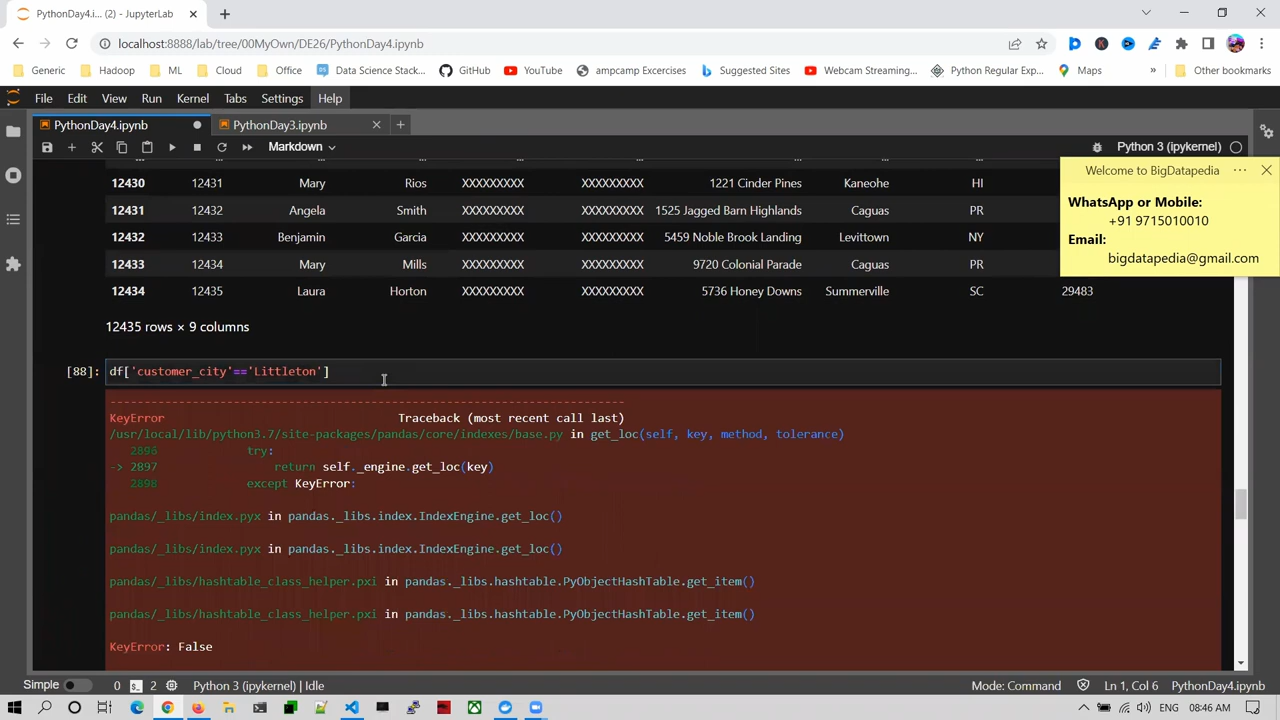 PythonDay4.i... (2) - JupyterLab
localhost:8888/lab/tree/00MyOwn/DE26/PythonDay4.ipynb
Generic Hadoop ML Cloud Office Data Science Stack... GitHub YouTube ampcamp Excercises Suggested Sites Webcam Streaming... Python Regular Exp... Maps » Other bookmarks
File Edit View Run Kernel Tabs Settings Help
PythonDay4.ipynb PythonDay3.ipynb
Markdown Python 3 (ipykernel)
Welcome to BigDatapedia
WhatsApp or Mobile:
+91 9715010010
Email:
bigdatapedia@gmail.com
12430 12431 Mary Rios XXXXXXXXX XXXXXXXXX 1221 Cinder Pines Kaneohe HI
12431 12432 Angela Smith XXXXXXXXX XXXXXXXXX 1525 Jagged Barn Highlands Caguas PR
12432 12433 Benjamin Garcia XXXXXXXXX XXXXXXXXX 5459 Noble Brook Landing Levittown NY
12433 12434 Mary Mills XXXXXXXXX XXXXXXXXX 9720 Colonial Parade Caguas PR
12434 12435 Laura Horton XXXXXXXXX XXXXXXXXX 5736 Honey Downs Summerville SC 29483
12435 rows × 9 columns
[88]: df['customer_city'=='Littleton']
---------------------------------------------------------------------------
KeyError Traceback (most recent call last)
/usr/local/lib/python3.7/site-packages/pandas/core/indexes/base.py in get_loc(self, key, method, tolerance)
2896 try:
-> 2897 return self._engine.get_loc(key)
2898 except KeyError:
pandas/_libs/index.pyx in pandas._libs.index.IndexEngine.get_loc()
pandas/_libs/index.pyx in pandas._libs.index.IndexEngine.get_loc()
pandas/_libs/hashtable_class_helper.pxi in pandas._libs.hashtable.PyObjectHashTable.get_item()
pandas/_libs/hashtable_class_helper.pxi in pandas._libs.hashtable.PyObjectHashTable.get_item()
KeyError: False
Simple 0 2 Python 3 (ipykernel) | Idle Mode: Command Ln 1, Col 6 PythonDay4.ipynb
ENG 08:46 AM